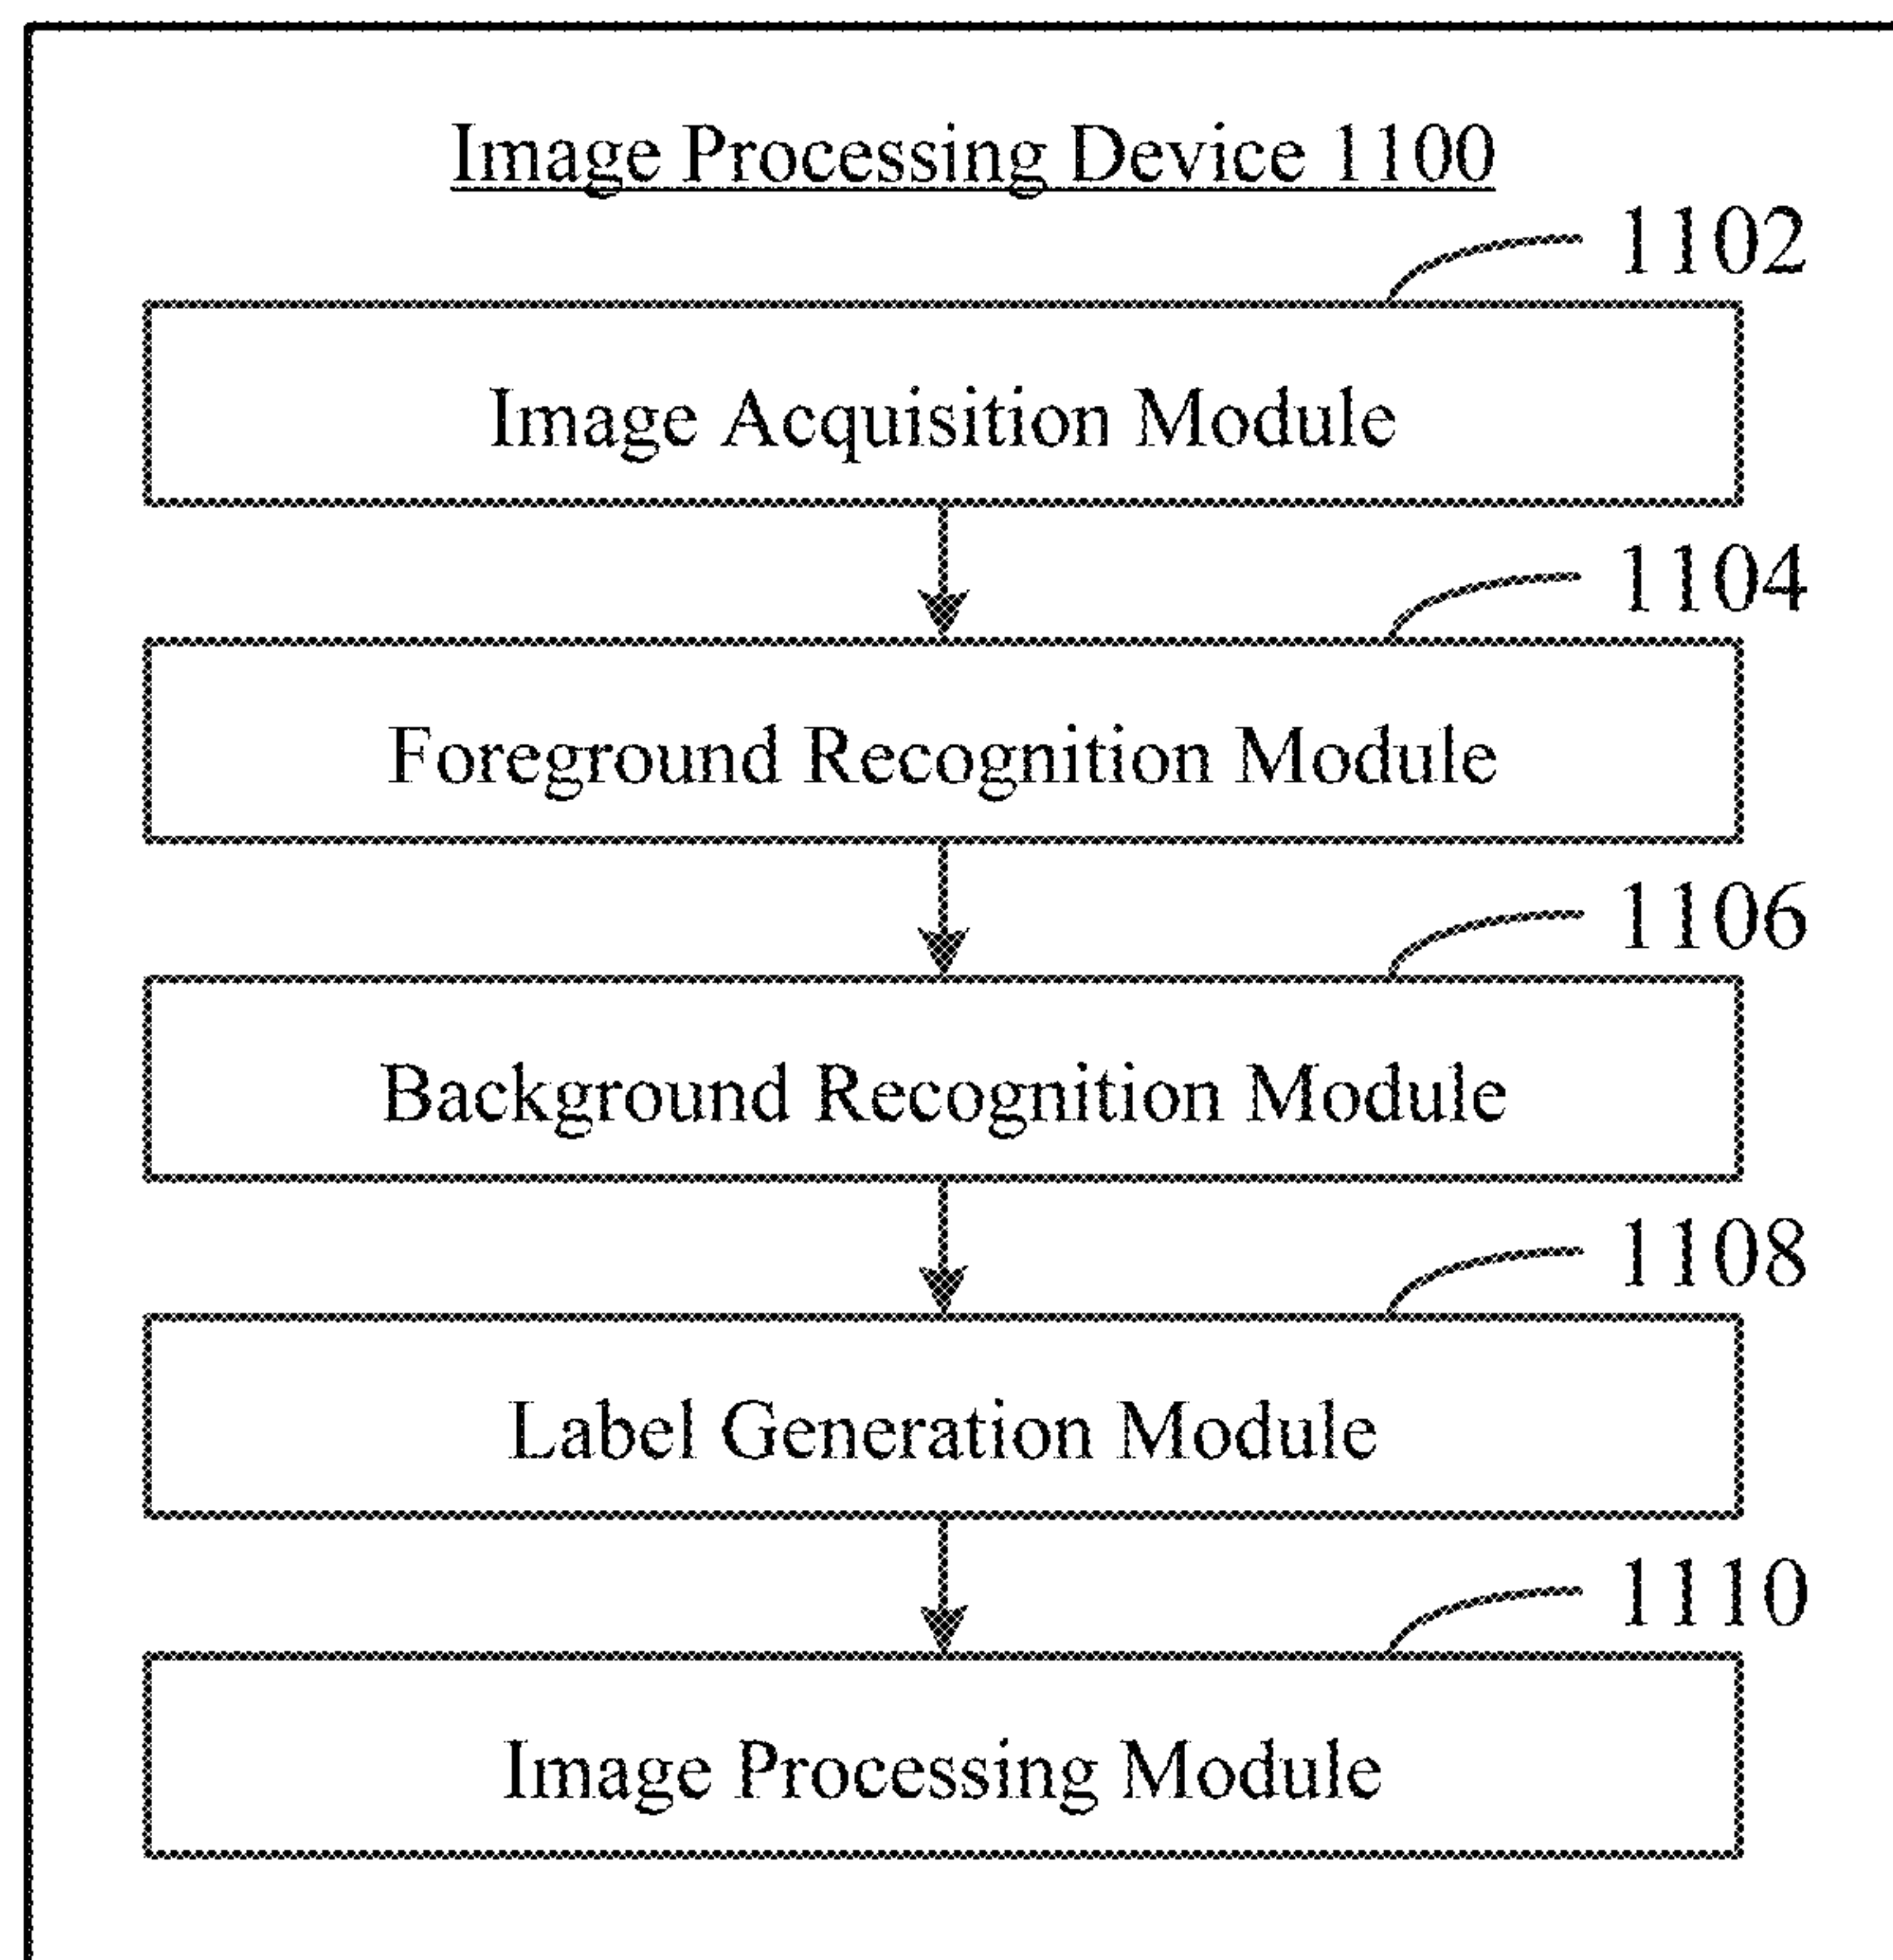 Image Processing Device 1100
1102
Image Acquisition Module
1104
Foreground Recognition Module
1106
Background Recognition Module
1108
Label Generation Module
1110
Image Processing Module